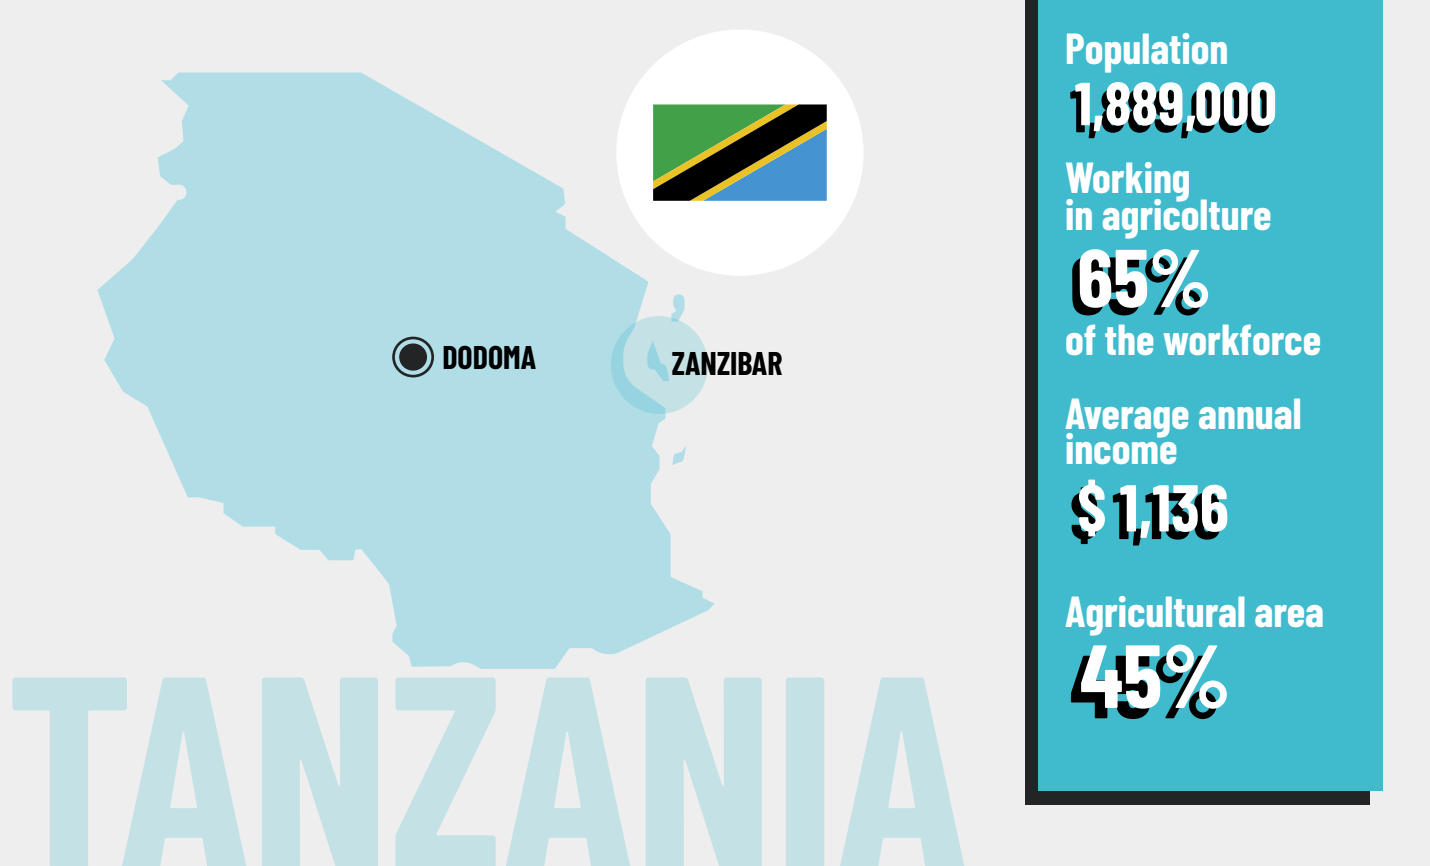 DODOMA
ZANZIBAR
TANZANIA
Population
1,889,000
Working
in agricolture
65%
of the workforce
Average annual
income
$ 1,136
Agricultural area
45%